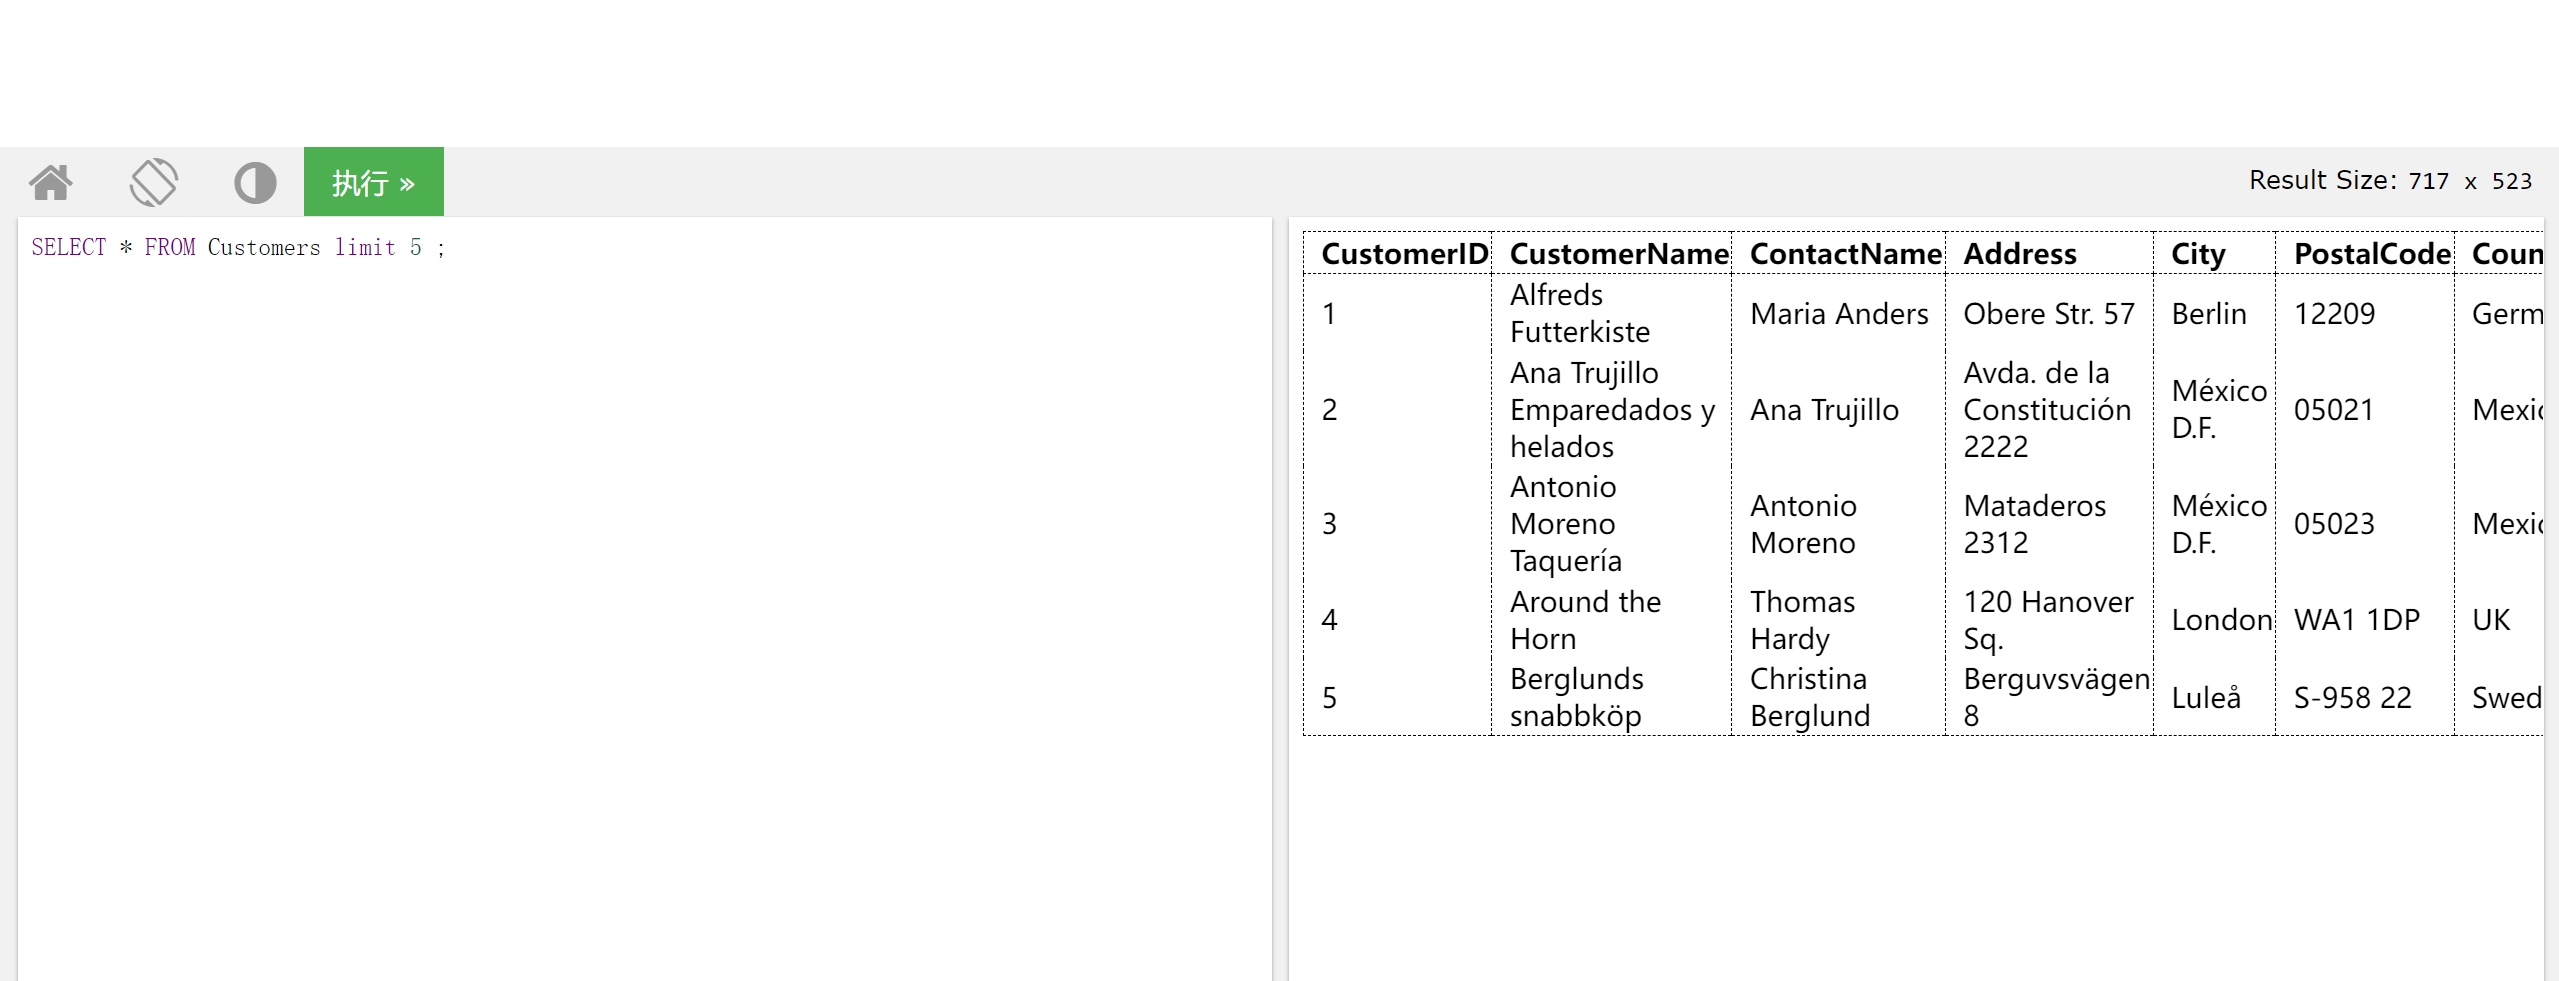 执行 »
Result Size: 717 x 523
SELECT * FROM Customers limit 5 ;
CustomerID CustomerName ContactName Address City PostalCode Coun
1 Alfreds Futterkiste Maria Anders Obere Str. 57 Berlin 12209 Germ
2 Ana Trujillo Emparedados y helados Ana Trujillo Avda. de la Constitución 2222 México D.F. 05021 Mexic
3 Antonio Moreno Taquería Antonio Moreno Mataderos 2312 México D.F. 05023 Mexic
4 Around the Horn Thomas Hardy 120 Hanover Sq. London WA1 1DP UK
5 Berglunds snabbköp Christina Berglund Berguvsvägen 8 Luleå S-958 22 Swed